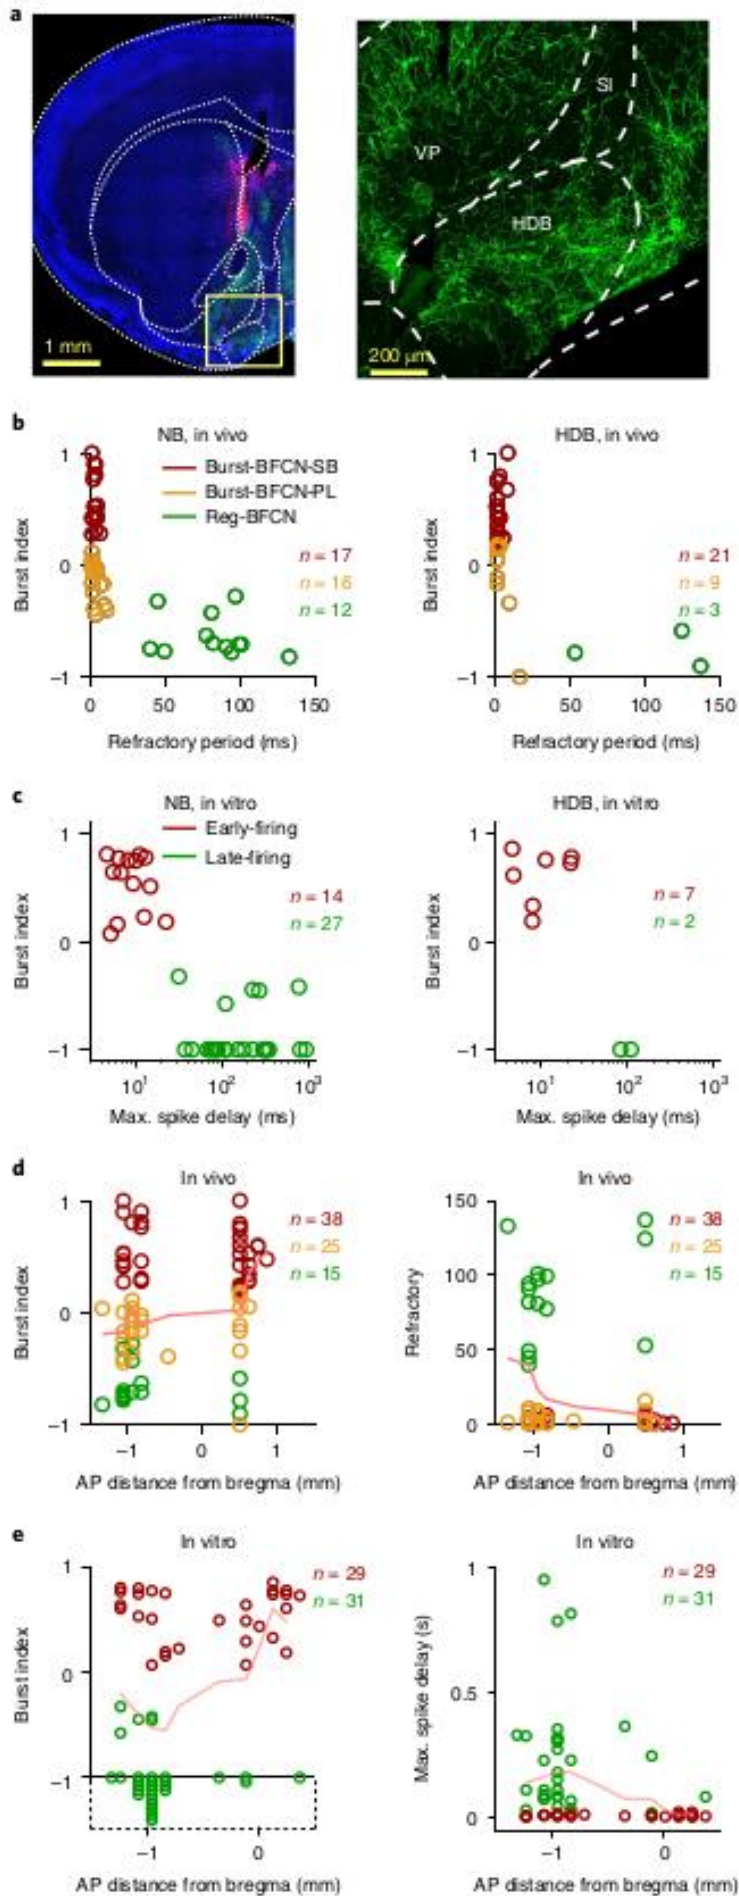 a
SI
VP
HDB
1 mm
200 μm
b
NB, in vivo
HDB, in vivo
Burst-BFCN-SB
Burst-BFCN-PL
Reg-BFCN
n = 17
n = 16
n = 12
n = 21
n = 9
n = 3
Burst index
1
0
−1
0 50 100 150
Refractory period (ms)
Burst index
1
0
−1
0 50 100 150
Refractory period (ms)
c
NB, in vitro
HDB, in vitro
Early-firing
Late-firing
n = 14
n = 27
n = 7
n = 2
Burst index
1
0
−1
10¹ 10² 10³
Max. spike delay (ms)
Burst index
1
0
−1
10¹ 10² 10³
Max. spike delay (ms)
d
In vivo
n = 38
n = 25
n = 15
Burst index
1
0
−1
−1 0 1
AP distance from bregma (mm)
In vivo
n = 38
n = 25
n = 15
Refractory
150
100
50
0
−1 0 1
AP distance from bregma (mm)
e
In vitro
n = 29
n = 31
Burst index
1
0
−1
−1 0
AP distance from bregma (mm)
In vitro
n = 29
n = 31
Max. spike delay (s)
1
0.5
0
−1 0
AP distance from bregma (mm)